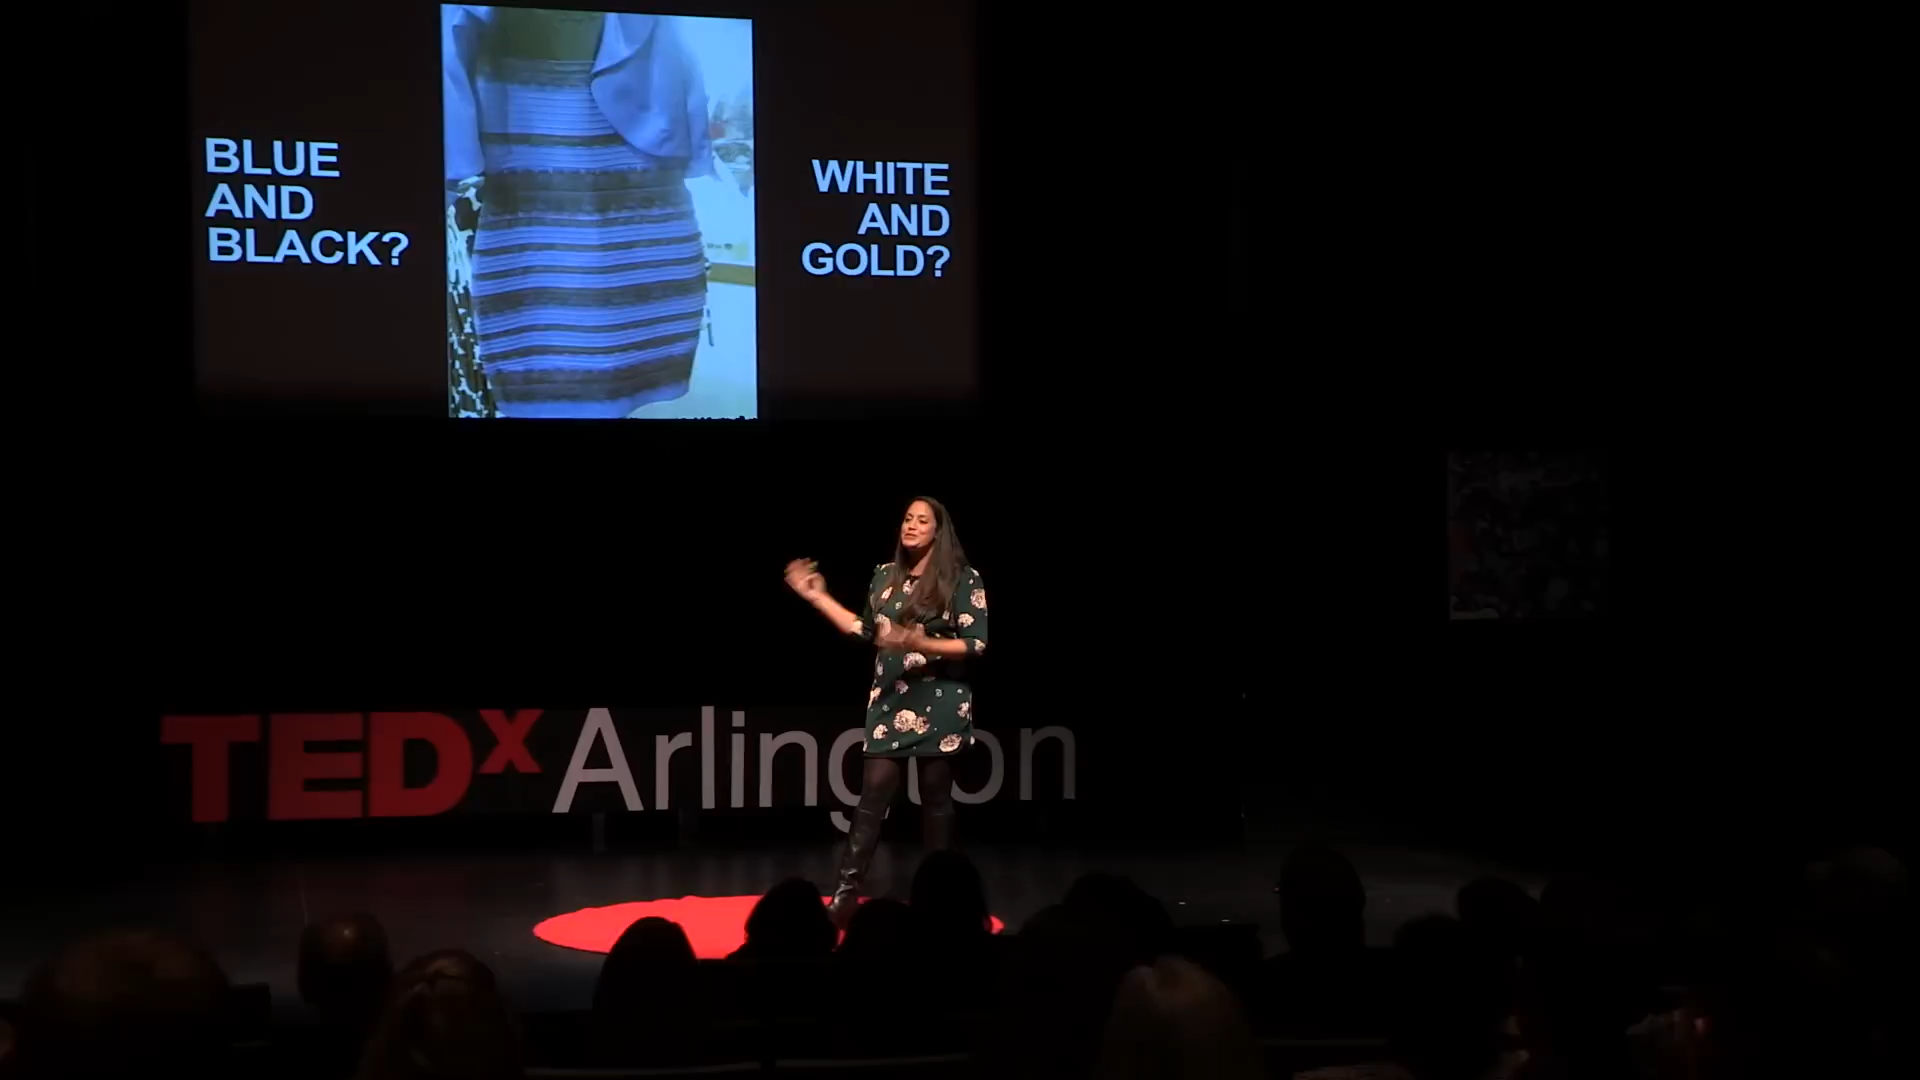 BLUE
AND
BLACK?
WHITE
AND
GOLD?
TEDx Arlington